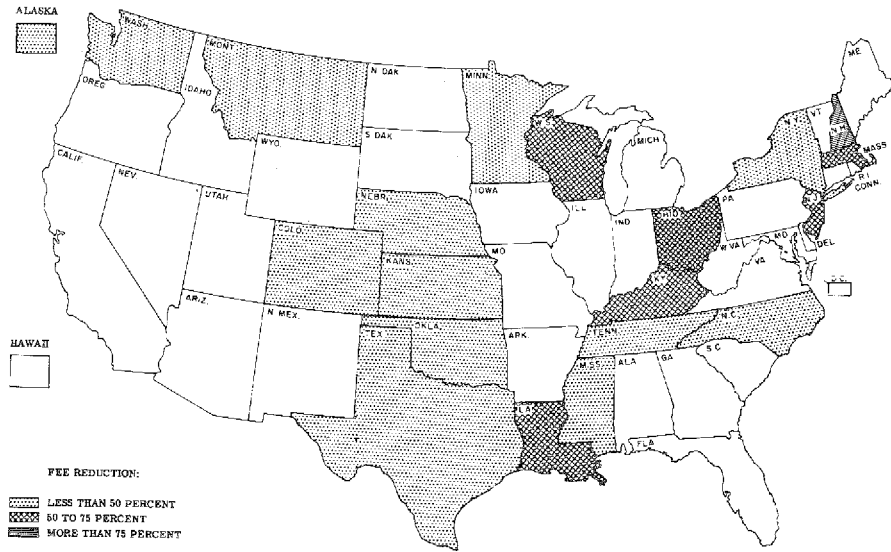 ALASKA
WASH.
MONT.
N DAK
MINN.
ME
OREG.
IDAHO
WIS.
N.Y.
VT
N.H.
S DAK
MICH
MASS
WYO.
R I
CONN.
CALIF.
NEV.
NEBR.
IOWA
PA
N.J.
UTAH
ILL
IND
OHIO
COLO.
MO
W VA
MD
DEL
KANS.
VA
KY.
D C
ARIZ.
N MEX.
OKLA.
ARK.
TENN.
N.C.
HAWAII
TEX.
MISS.
ALA
GA
S C
LA.
FLA
FEE REDUCTION:
LESS THAN 50 PERCENT
50 TO 75 PERCENT
MORE THAN 75 PERCENT